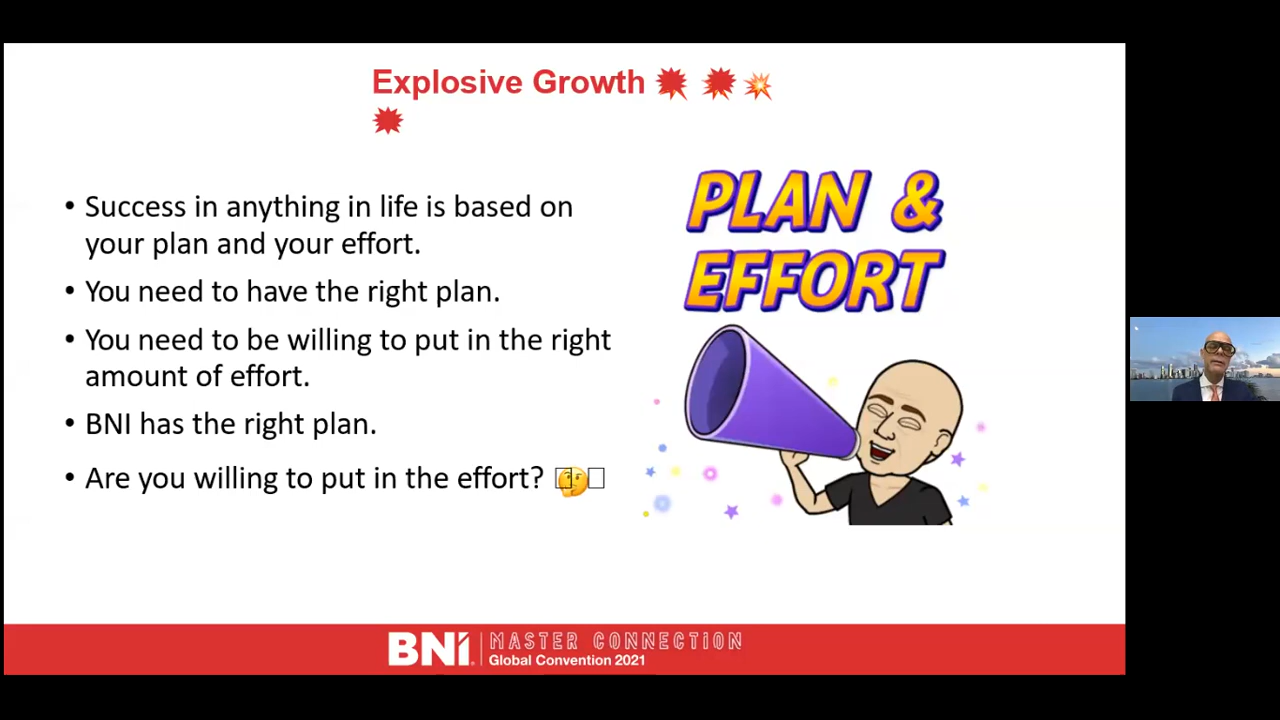 Explosive Growth
• Success in anything in life is based on
your plan and your effort.
• You need to have the right plan.
• You need to be willing to put in the right
amount of effort.
• BNI has the right plan.
• Are you willing to put in the effort? 🤔
PLAN &
EFFORT
BNI
MASTER CONNECTION
Global Convention 2021